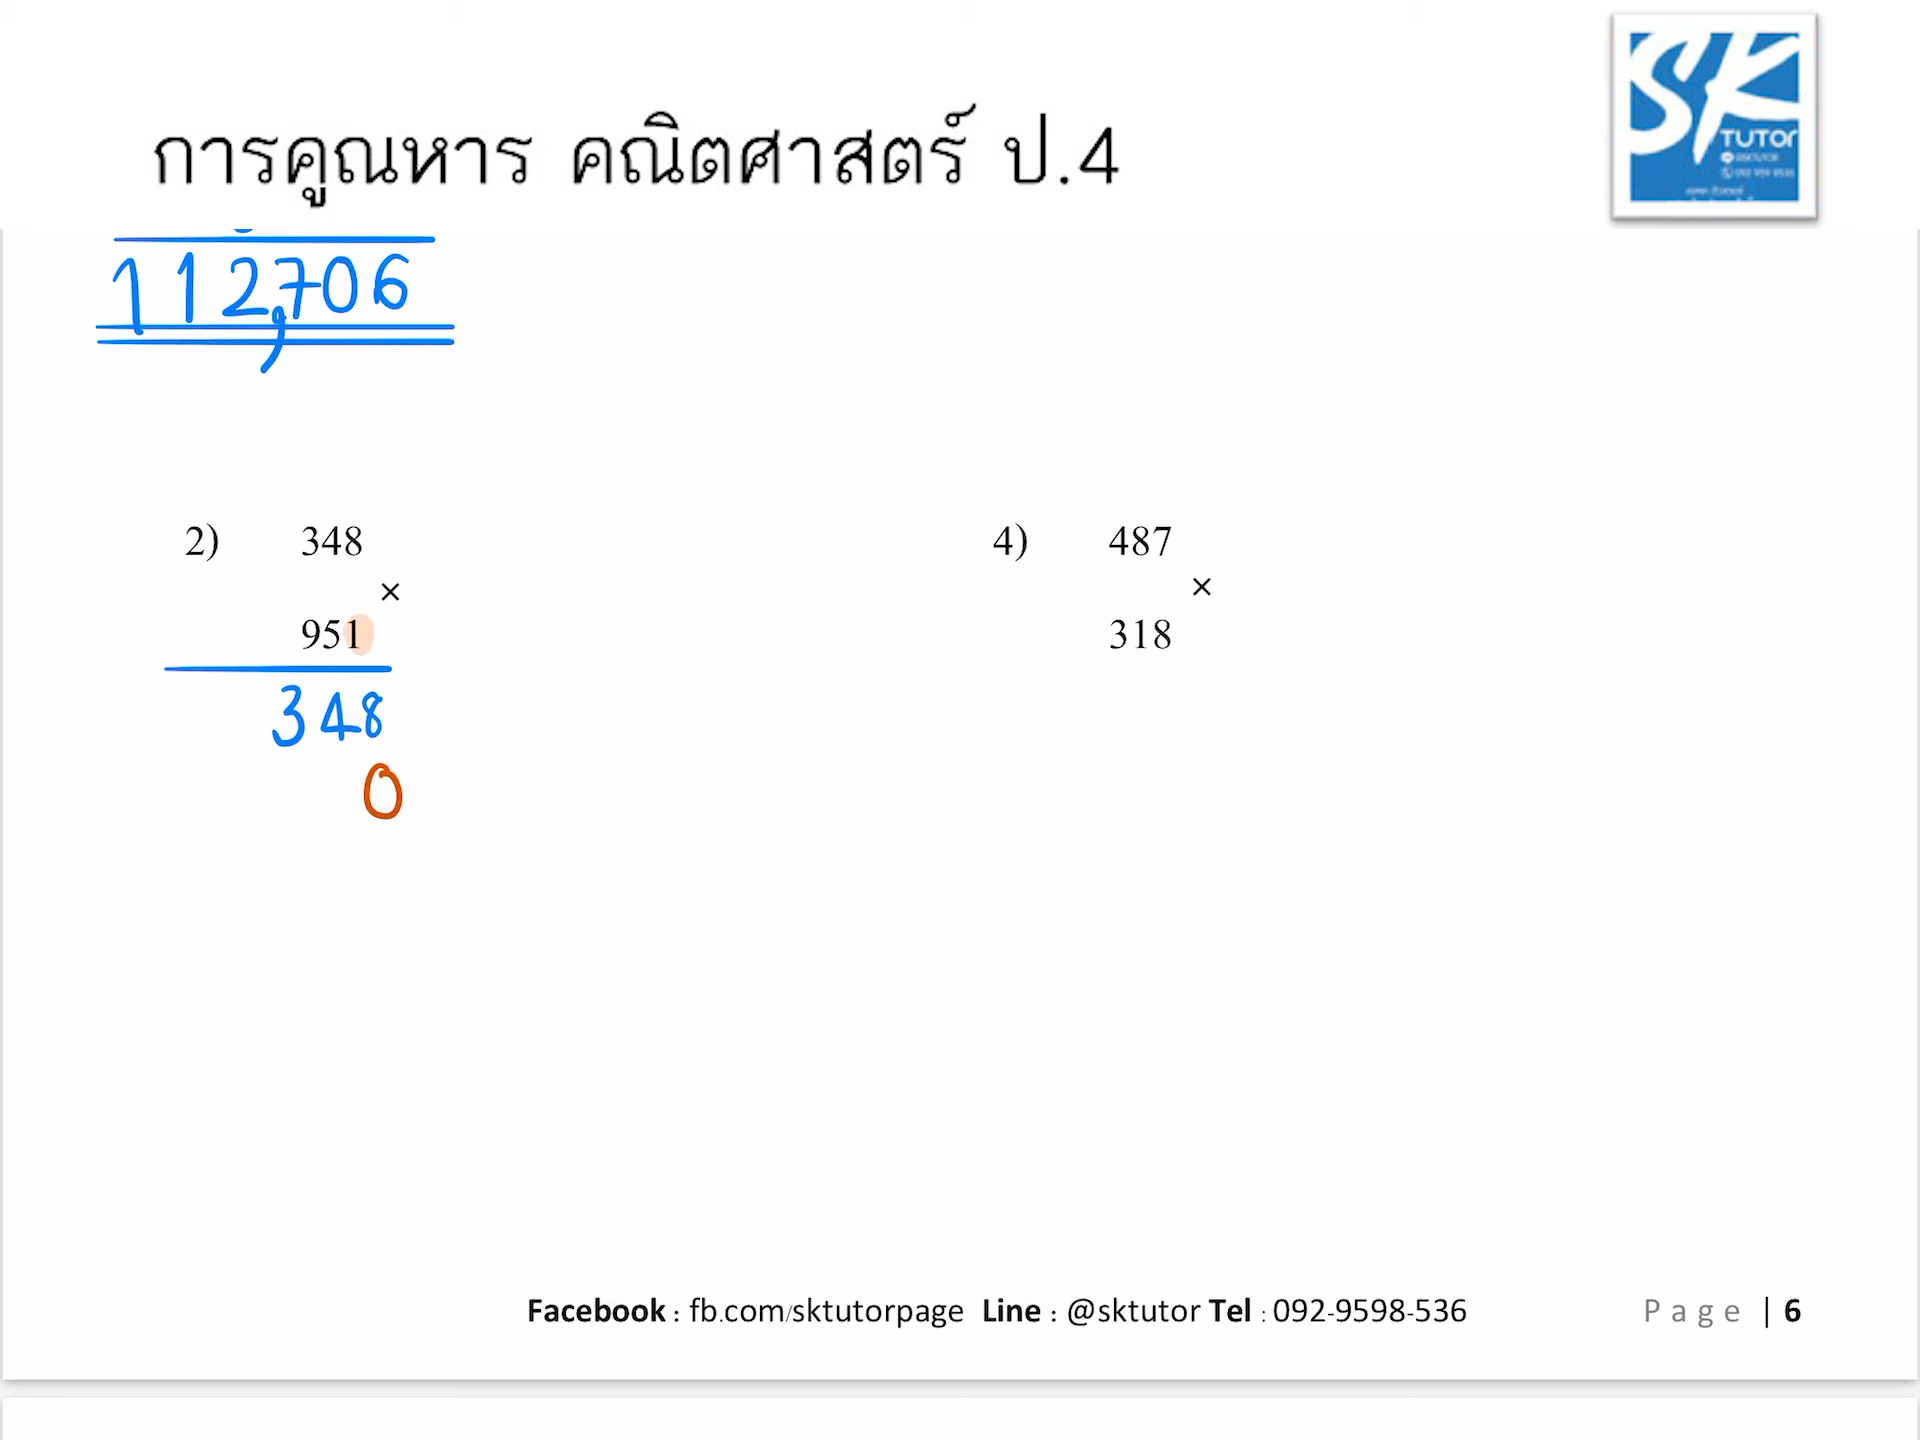 SK
TUTOR
การคูณหาร คณิตศาสตร์ ป.4
112,706
2) 348
×
951
348
0
4) 487
×
318
Facebook : fb.com/sktutorpage Line : @sktutor Tel : 092-9598-536
Page | 6